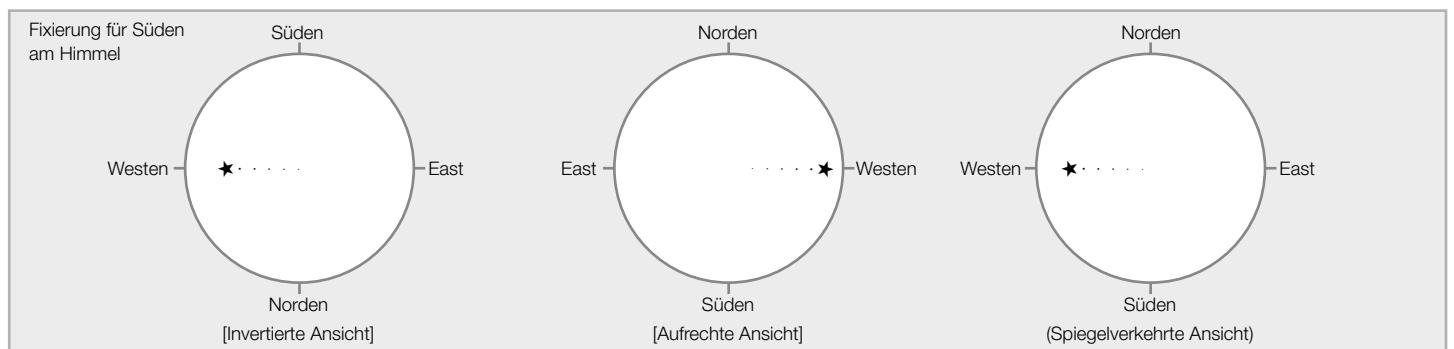 Fixierung für Süden
am Himmel
Süden
Westen
East
Norden
[Invertierte Ansicht]
Norden
East
Westen
Süden
[Aufrechte Ansicht]
Norden
Westen
East
Süden
(Spiegelverkehrte Ansicht)